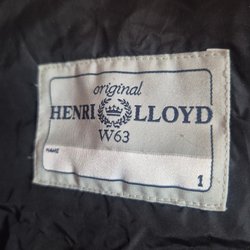 original
HENRI LLOYD
W63
NAME
1